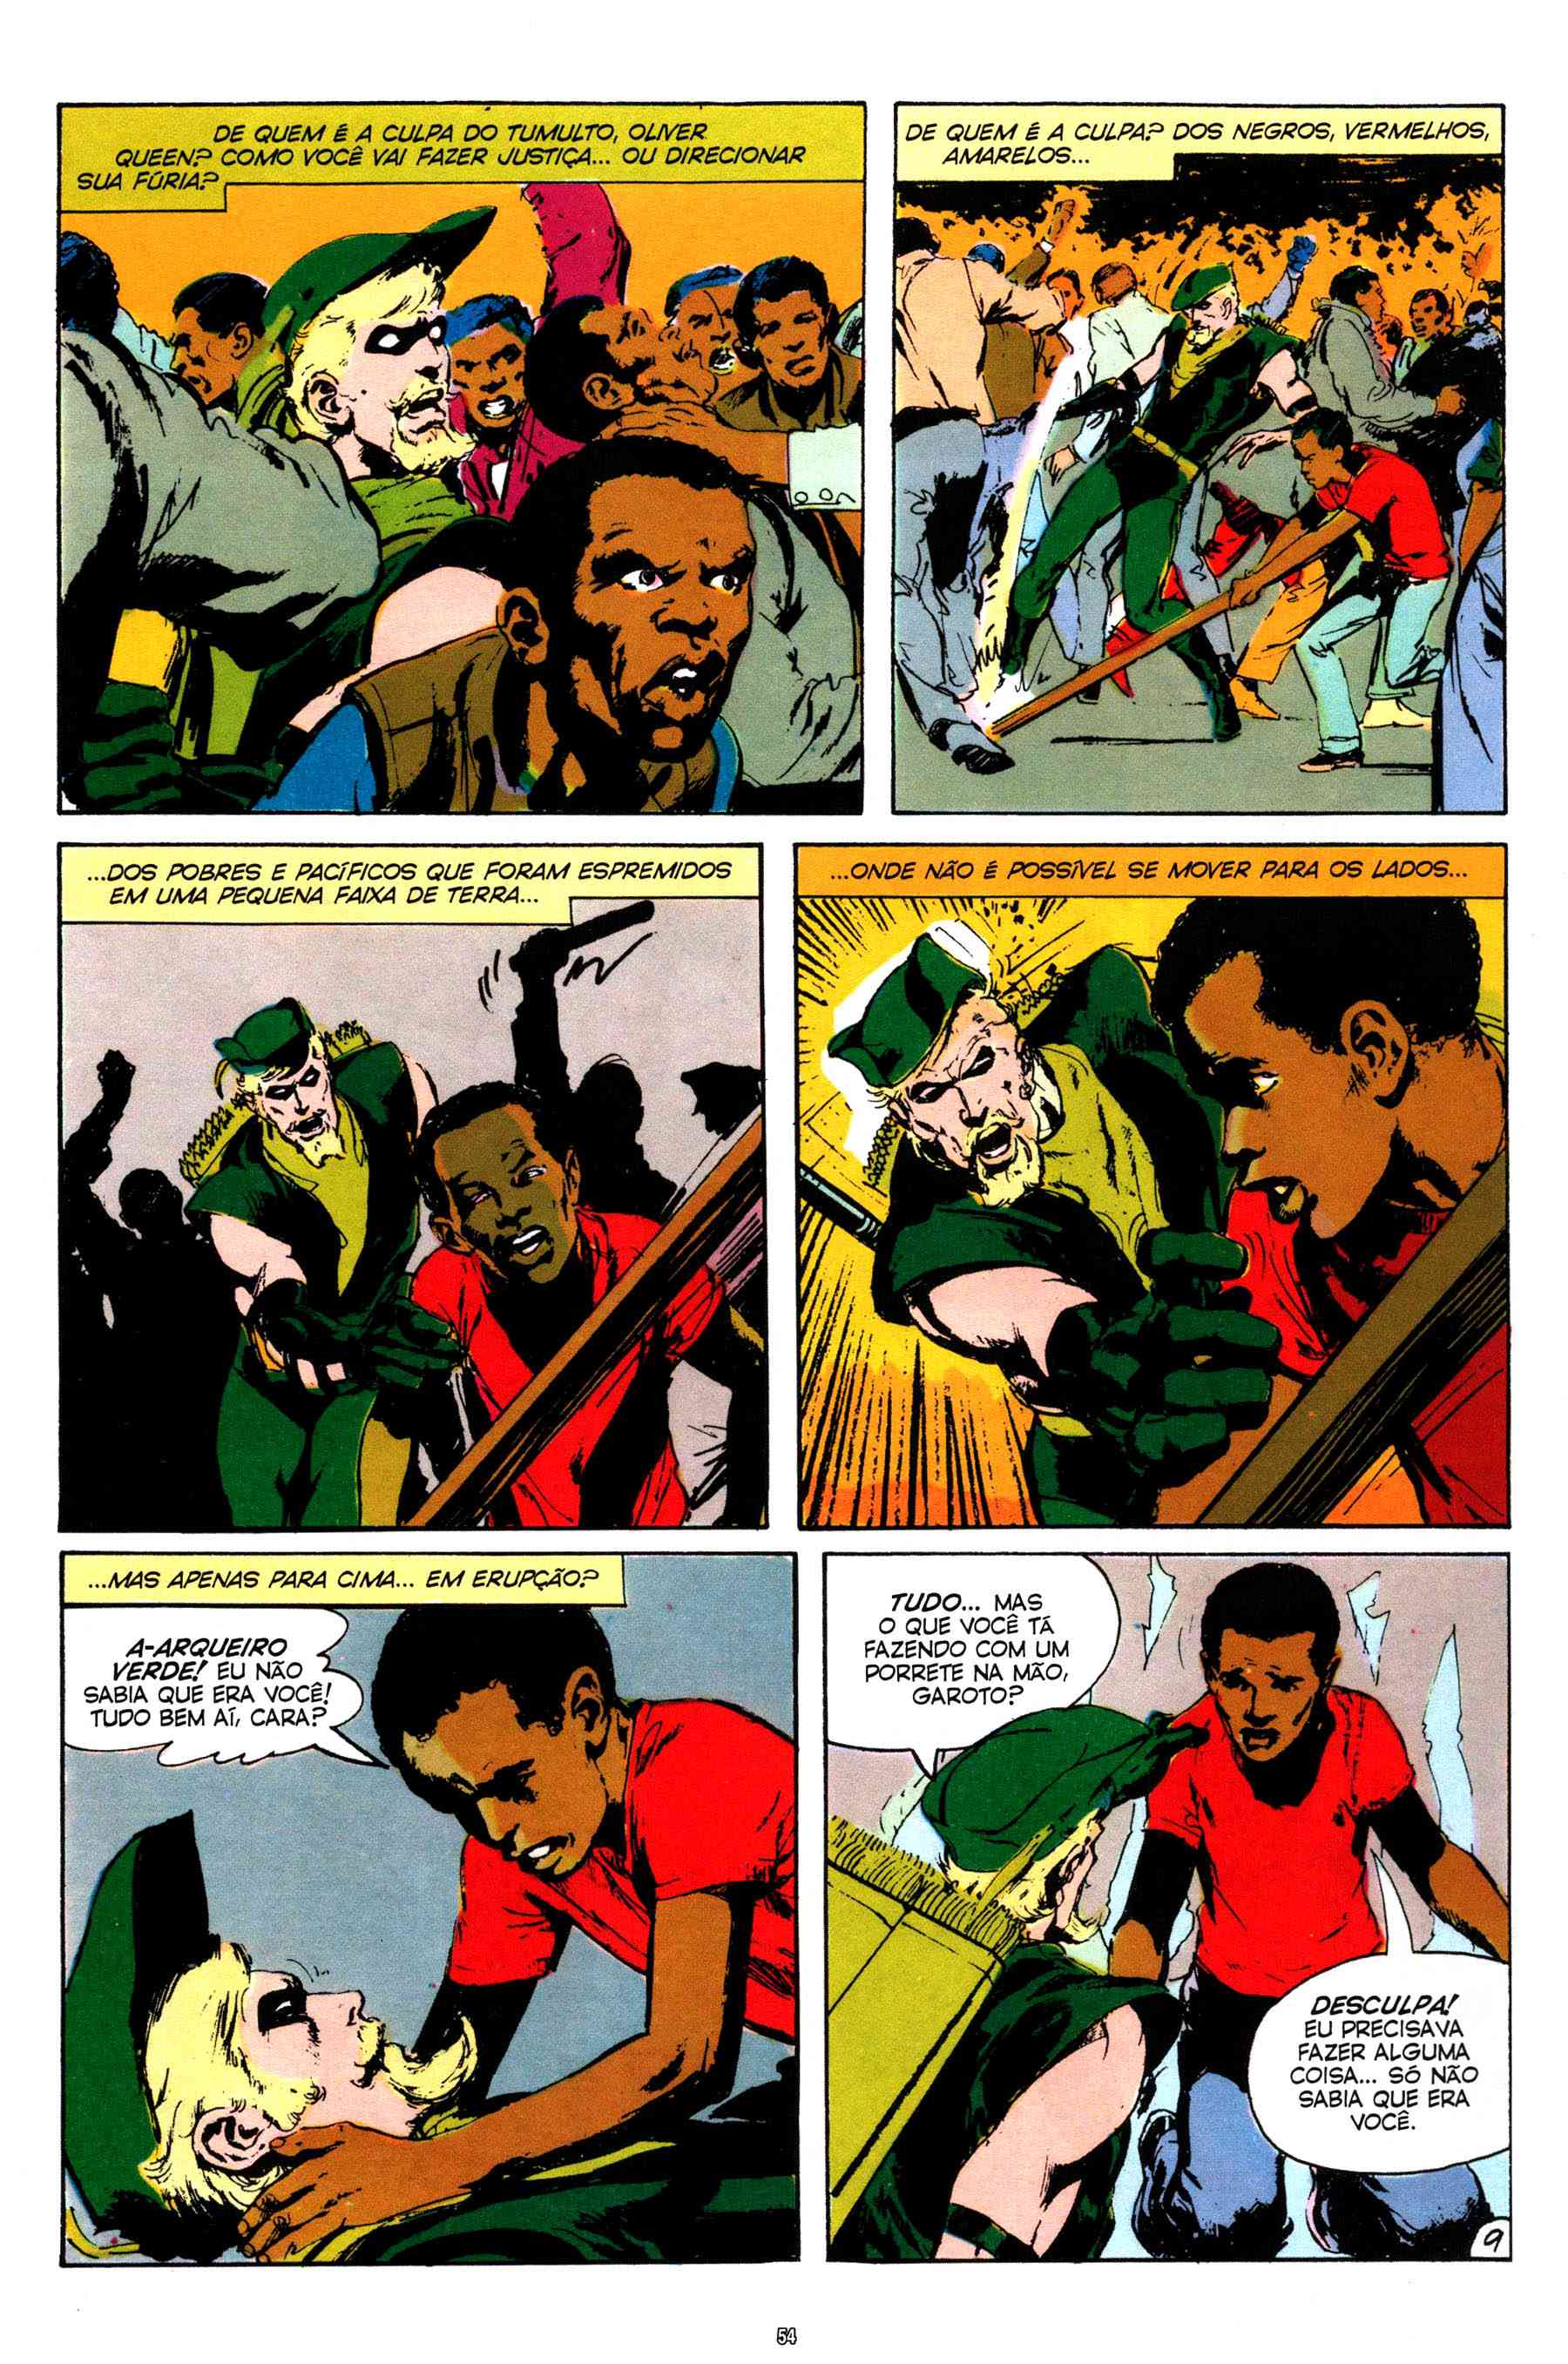 DE QUEM É A CULPA DO TUMULTO, OLIVER
QUEEN? COMO VOCÊ VAI FAZER JUSTIÇA... OU DIRECIONAR
SUA FÚRIA?
DE QUEM É A CULPA? DOS NEGROS, VERMELHOS,
AMARELOS...
...DOS POBRES E PACÍFICOS QUE FORAM ESPREMIDOS
EM UMA PEQUENA FAIXA DE TERRA...
...ONDE NÃO É POSSÍVEL SE MOVER PARA OS LADOS...
...MAS APENAS PARA CIMA... EM ERUPÇÃO?
A-ARQUEIRO
VERDE! EU NÃO
SABIA QUE ERA VOCÊ!
TUDO BEM AÍ, CARA?
TUDO... MAS
O QUE VOCÊ TÁ
FAZENDO COM UM
PORRETE NA MÃO,
GAROTO?
DESCULPA!
EU PRECISAVA
FAZER ALGUMA
COISA... SÓ NÃO
SABIA QUE ERA
VOCÊ.
9
54